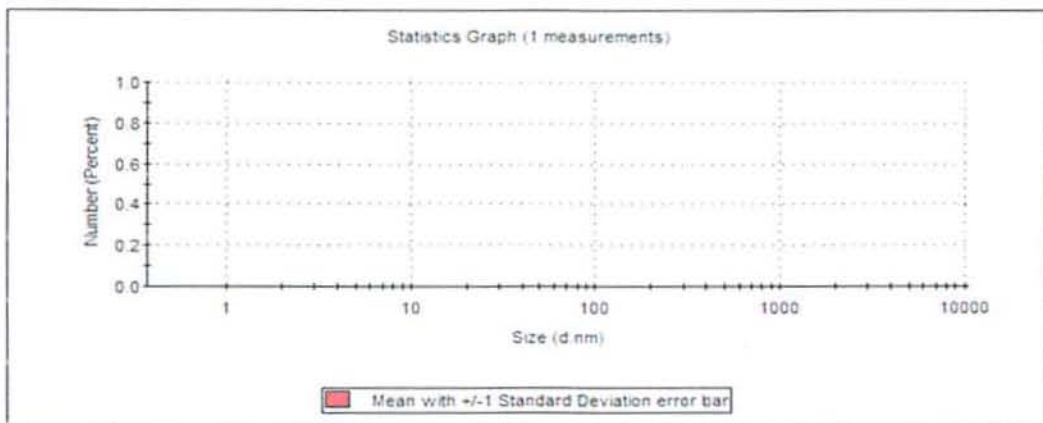 Statistics Graph (1 measurements)
Number (Percent)
1.0
0.8
0.6
0.4
0.2
0.0
1 10 100 1000 10000
Size (d.nm)
Mean with +/-1 Standard Deviation error bar